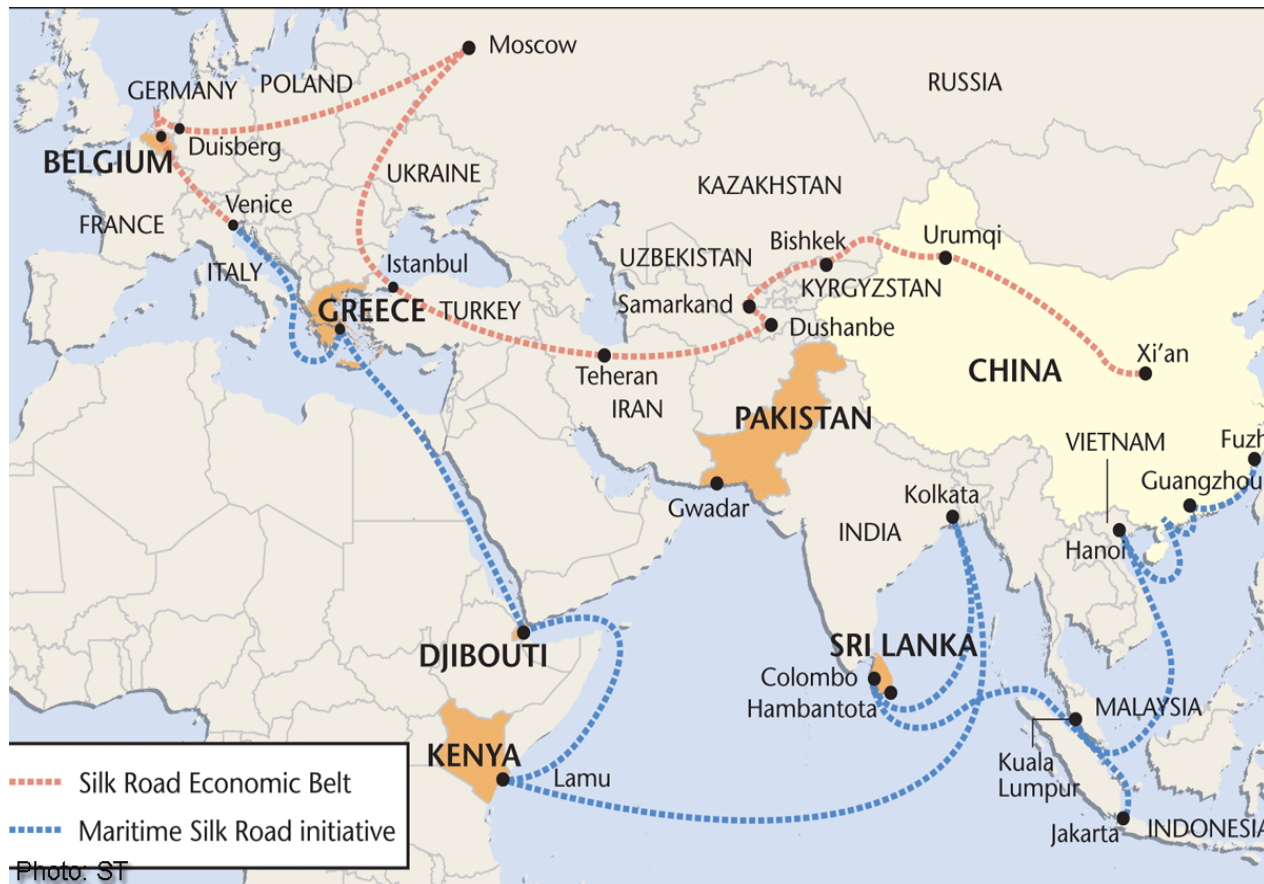 Moscow
RUSSIA
GERMANY
POLAND
Duisberg
BELGIUM
UKRAINE
KAZAKHSTAN
Venice
FRANCE
Bishkek
Urumqi
ITALY
Istanbul
UZBEKISTAN
KYRGYZSTAN
GREECE
TURKEY
Samarkand
Dushanbe
Xi'an
CHINA
Teheran
IRAN
PAKISTAN
VIETNAM
Fuzh
Guangzhou
Gwadar
Kolkata
INDIA
Hanoi
DJIBOUTI
SRI LANKA
Colombo
Hambantota
MALAYSIA
KENYA
Lamu
Kuala
Lumpur
Jakarta
INDONESIA
Silk Road Economic Belt
Maritime Silk Road initiative
Photo: ST